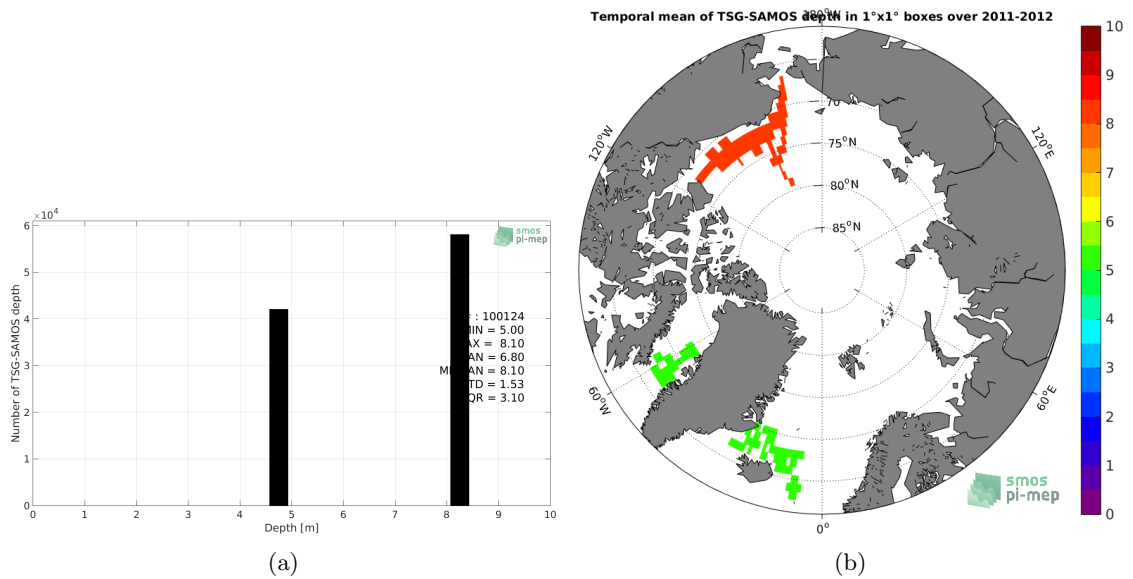 Temporal mean of TSG-SAMOS depth in 1°x1° boxes over 2011-2012
180°W
×10⁴
6
5
4
3
2
1
0
Number of TSG-SAMOS depth
0 1 2 3 4 5 6 7 8 9 10
Depth [m]
smos
pi-mep
: 100124
MIN = 5.00
AX = 8.10
AN = 6.80
ME AN = 8.10
TD = 1.53
QR = 3.10
(a)
120°W
120°E
70
75°N
80°N
85°N
60°W
60°E
0°
smos
pi-mep
10
9
8
7
6
5
4
3
2
1
0
(b)